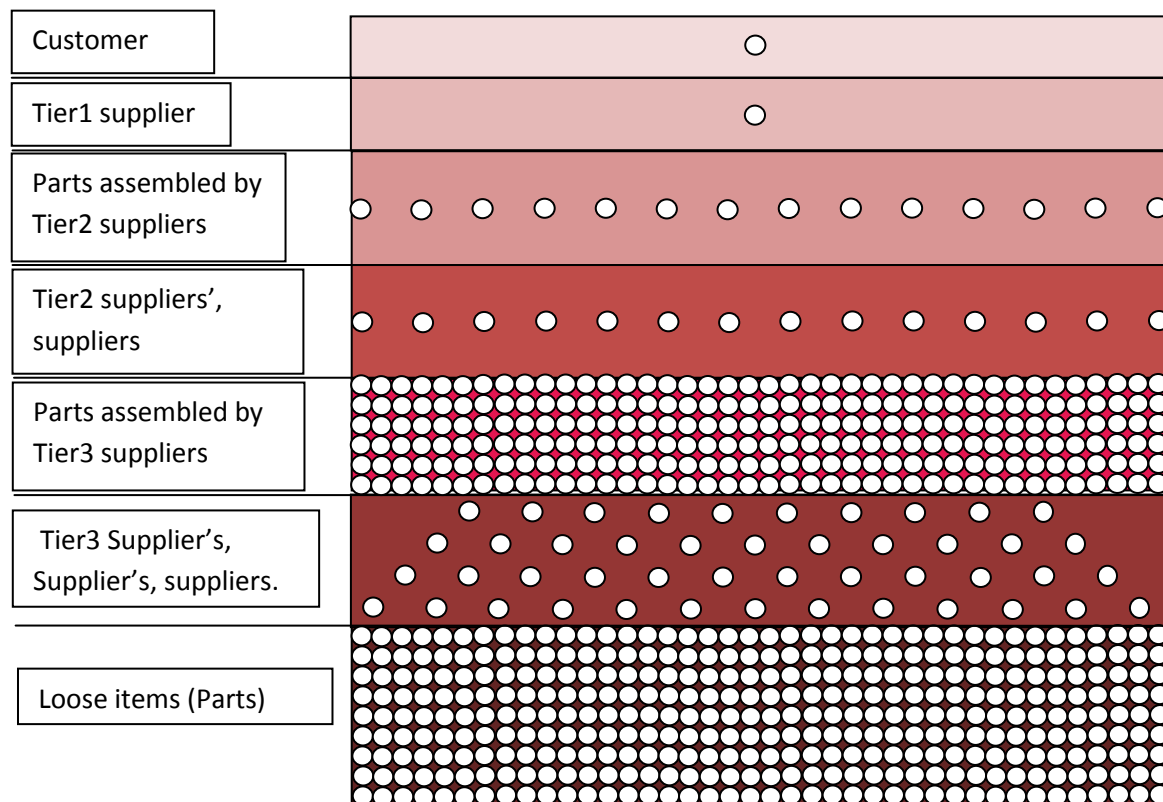 Customer
Tier1 supplier
Parts assembled by
Tier2 suppliers
Tier2 suppliers’,
suppliers
Parts assembled by
Tier3 suppliers
Tier3 Supplier’s,
Supplier’s, suppliers.
Loose items (Parts)